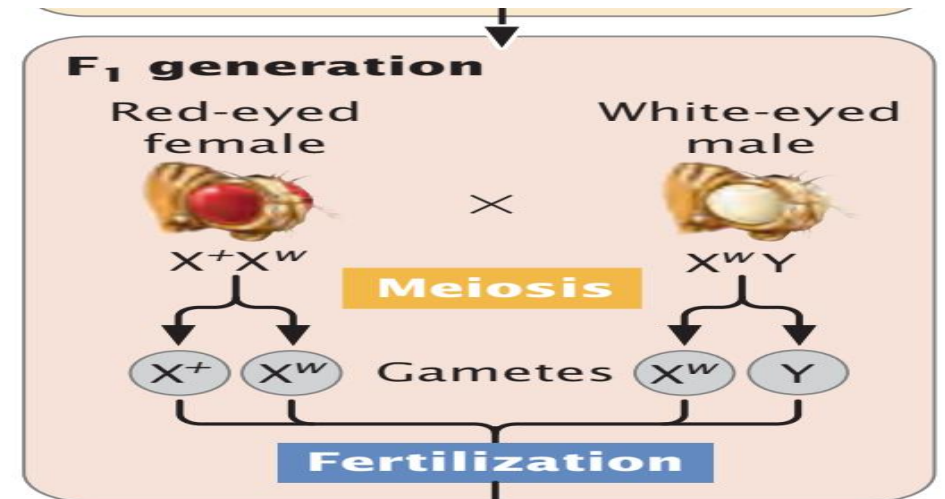 F₁ generation
Red-eyed female
White-eyed male
×
X⁺Xʷ
XʷY
Meiosis
X⁺ Xʷ Gametes Xʷ Y
Fertilization